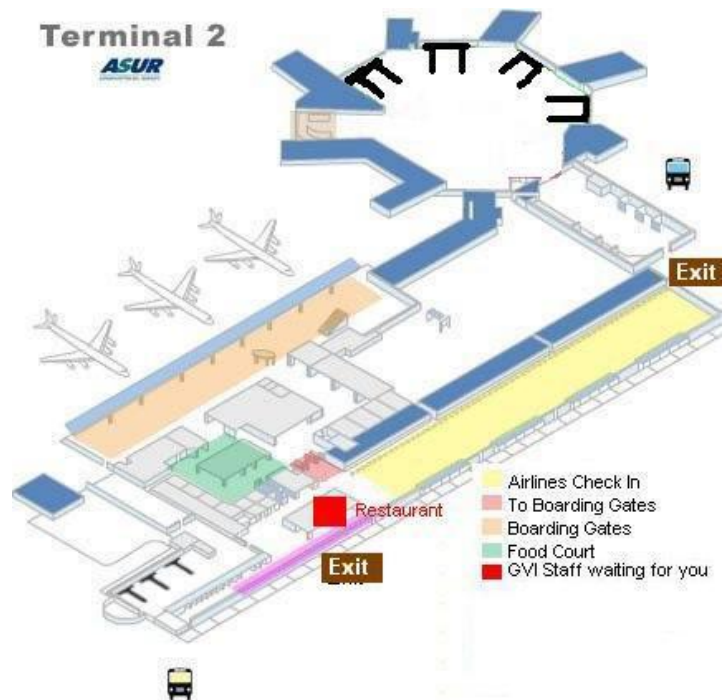 Terminal 2
ASUR
Exit
Airlines Check In
To Boarding Gates
Restaurant
Boarding Gates
Food Court
Exit
GVI Staff waiting for you